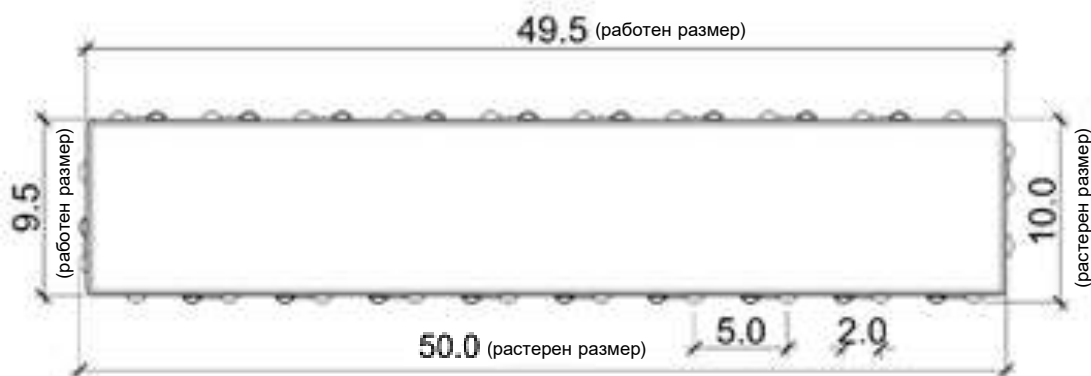 49.5 (работен размер)
9.5 (работен размер)
10.0 (растерен размер)
5.0
2.0
50.0 (растерен размер)